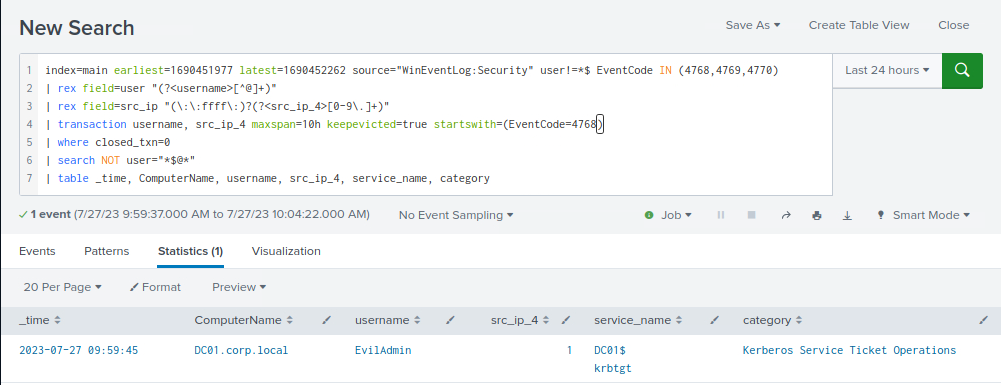 New Search
Save As ▾ Create Table View Close
1 index=main earliest=1690451977 latest=1690452262 source="WinEventLog:Security" user!=*$ EventCode IN (4768,4769,4770)
2 | rex field=user "(?<username>[^@]+)"
3 | rex field=src_ip "(\:\:ffff\:)?(?<src_ip_4>[0-9\.]+)"
4 | transaction username, src_ip_4 maxspan=10h keepevicted=true startswith=(EventCode=4768)
5 | where closed_txn=0
6 | search NOT user="*$@*"
7 | table _time, ComputerName, username, src_ip_4, service_name, category
Last 24 hours ▾
✓ 1 event (7/27/23 9:59:37.000 AM to 7/27/23 10:04:22.000 AM) No Event Sampling ▾ Job ▾ Smart Mode ▾
Events Patterns Statistics (1) Visualization
20 Per Page ▾ Format Preview ▾
_time ComputerName username src_ip_4 service_name category
2023-07-27 09:59:45 DC01.corp.local EvilAdmin 1 DC01$ Kerberos Service Ticket Operations
krbtgt